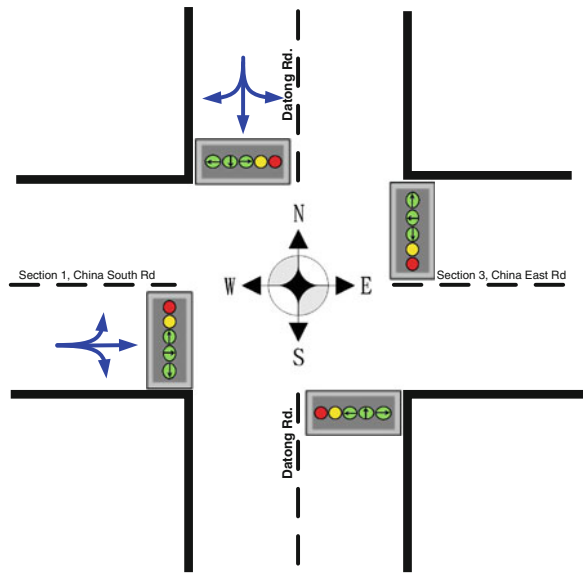 Datong Rd.
N
Section 1, China South Rd
W
E
Section 3, China East Rd
S
Datong Rd.